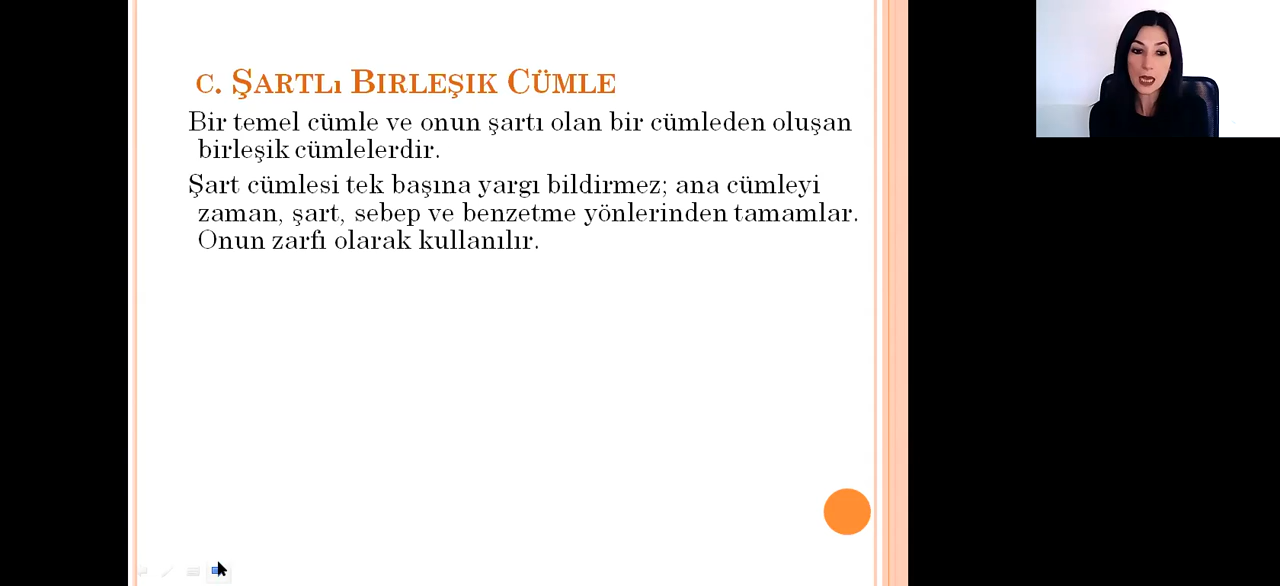 C. ŞARTLı BIRLEŞIK CÜMLE
Bir temel cümle ve onun şartı olan bir cümleden oluşan
birleşik cümlelerdir.
Şart cümlesi tek başına yargı bildirmez; ana cümleyi
zaman, şart, sebep ve benzetme yönlerinden tamamlar.
Onun zarfı olarak kullanılır.